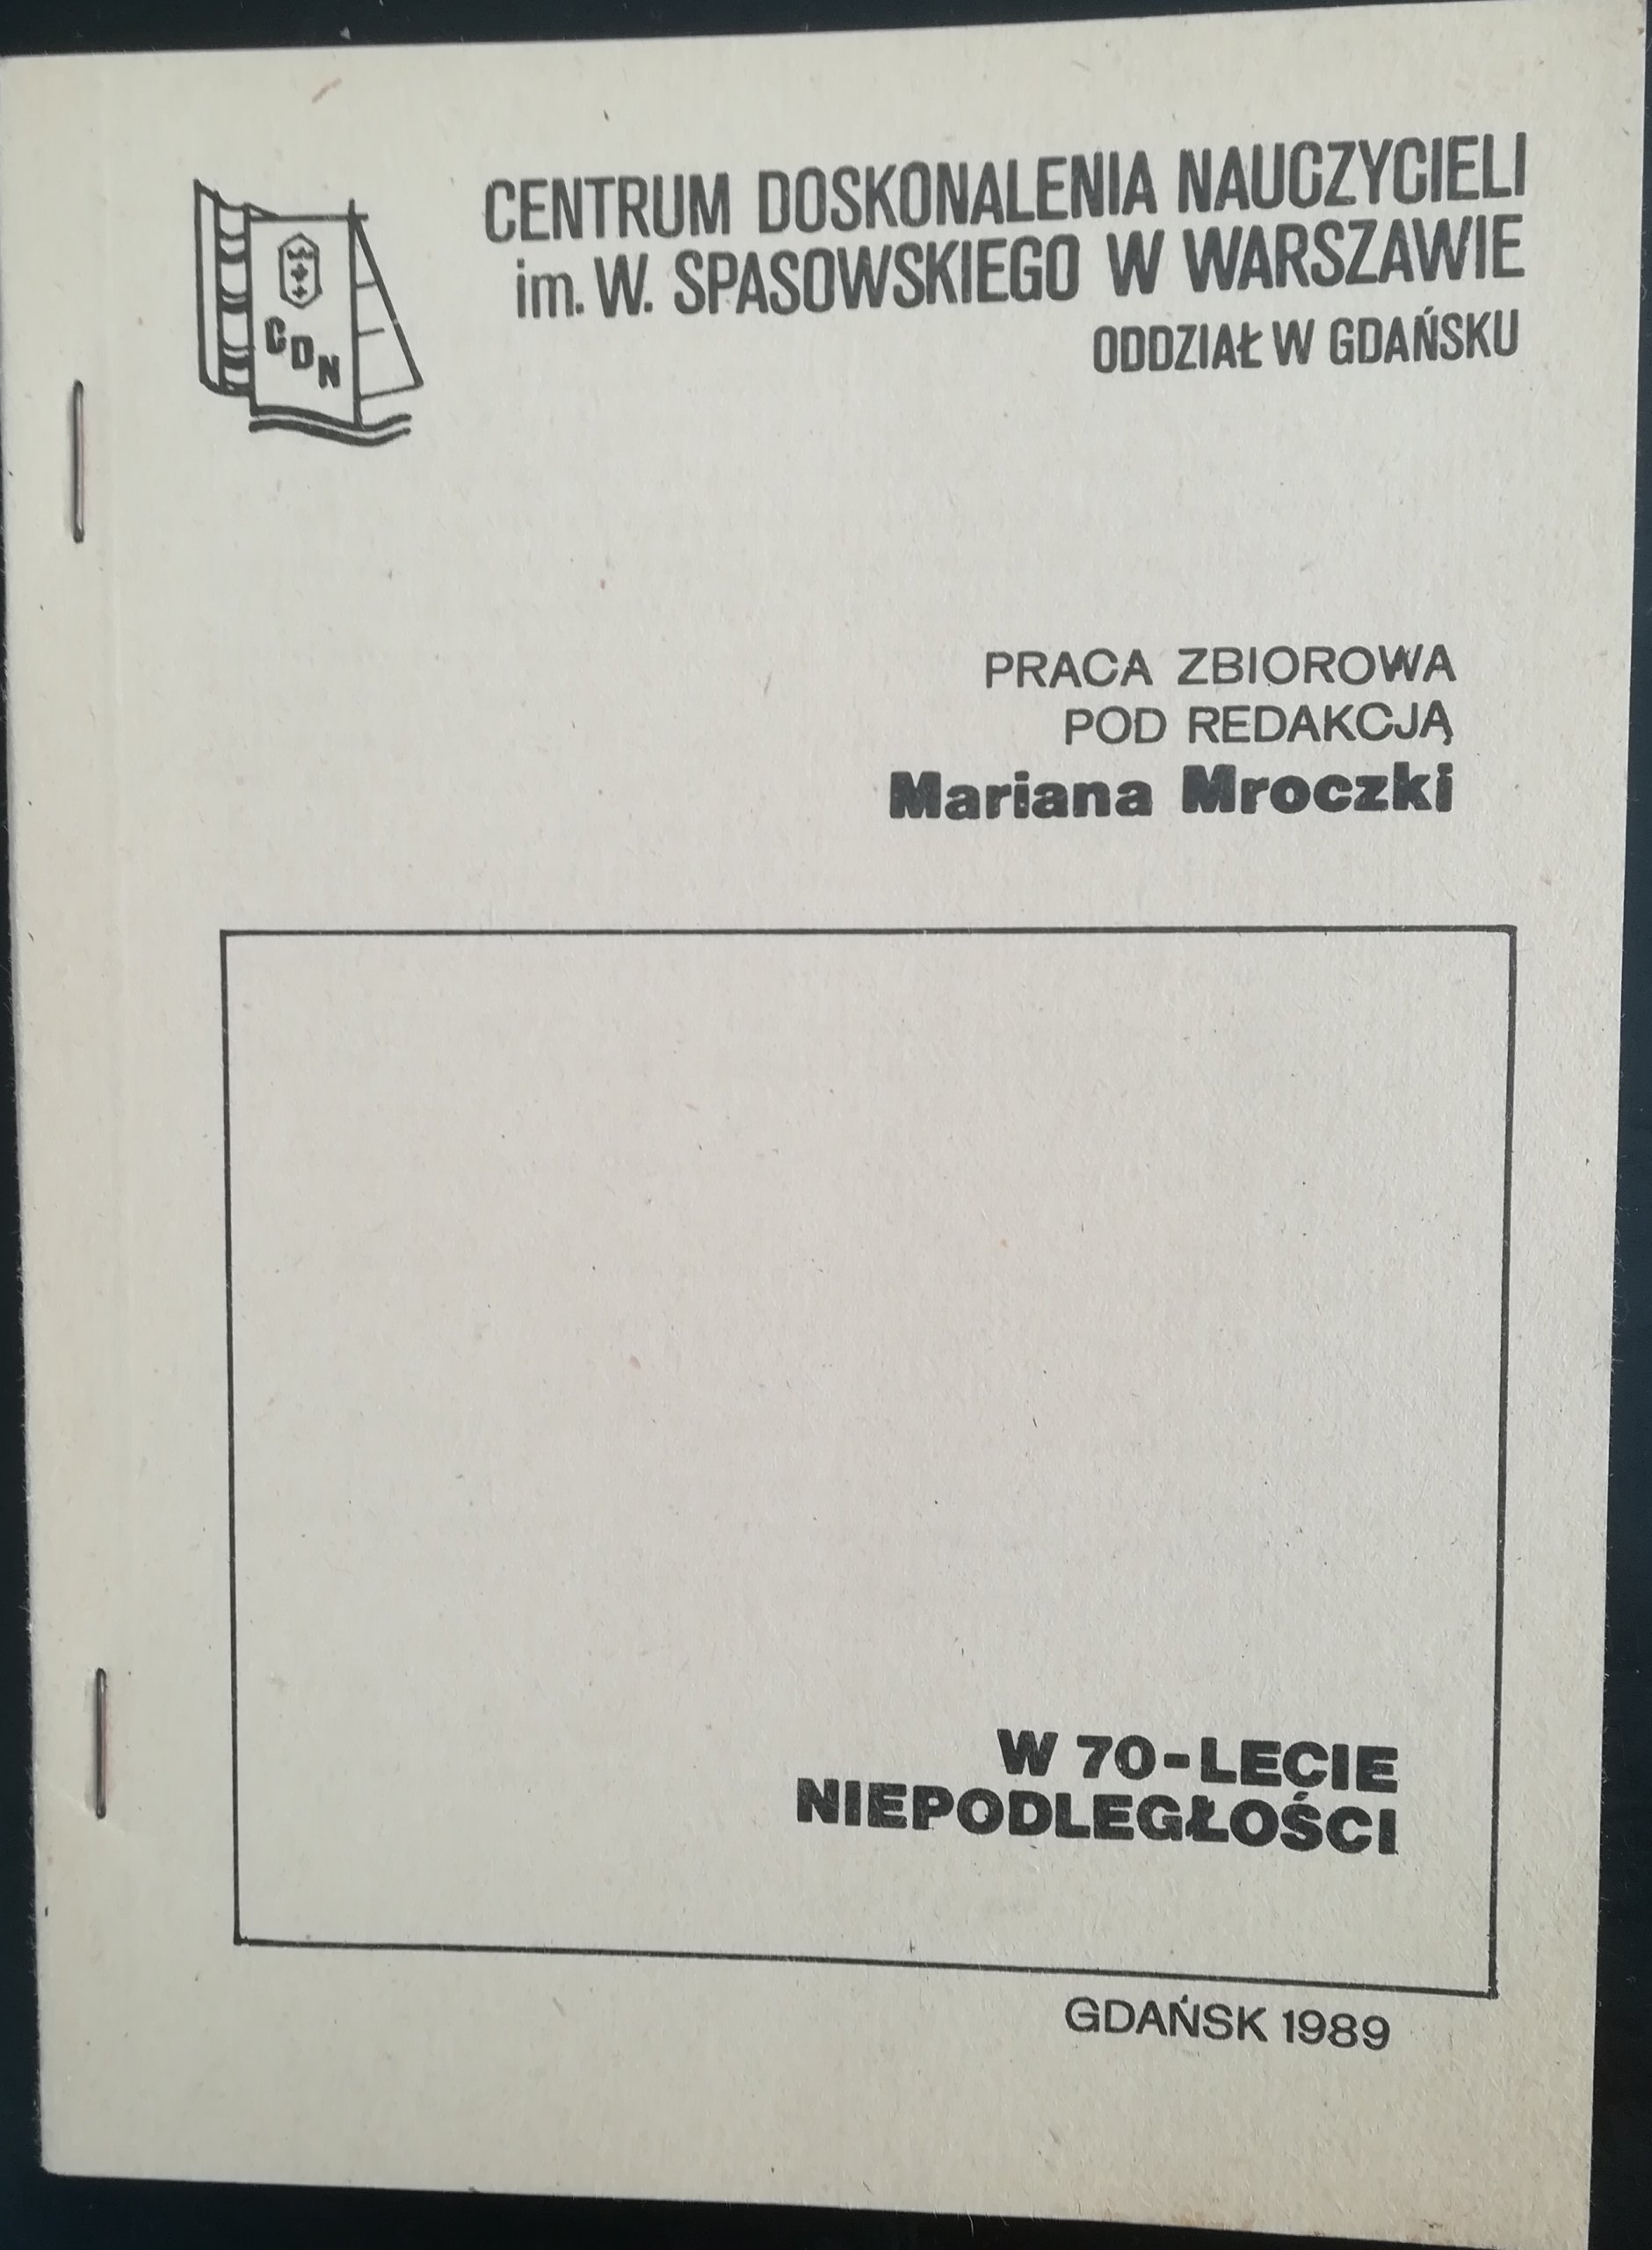 CENTRUM DOSKONALENIA NAUCZYCIELI
im. W. SPASOWSKIEGO W WARSZAWIE
ODDZIAŁ W GDAŃSKU
CDN
PRACA ZBIOROWA
POD REDAKCJĄ
Mariana Mroczki
W 70-LECIE
NIEPODLEGŁOŚCI
GDAŃSK 1989